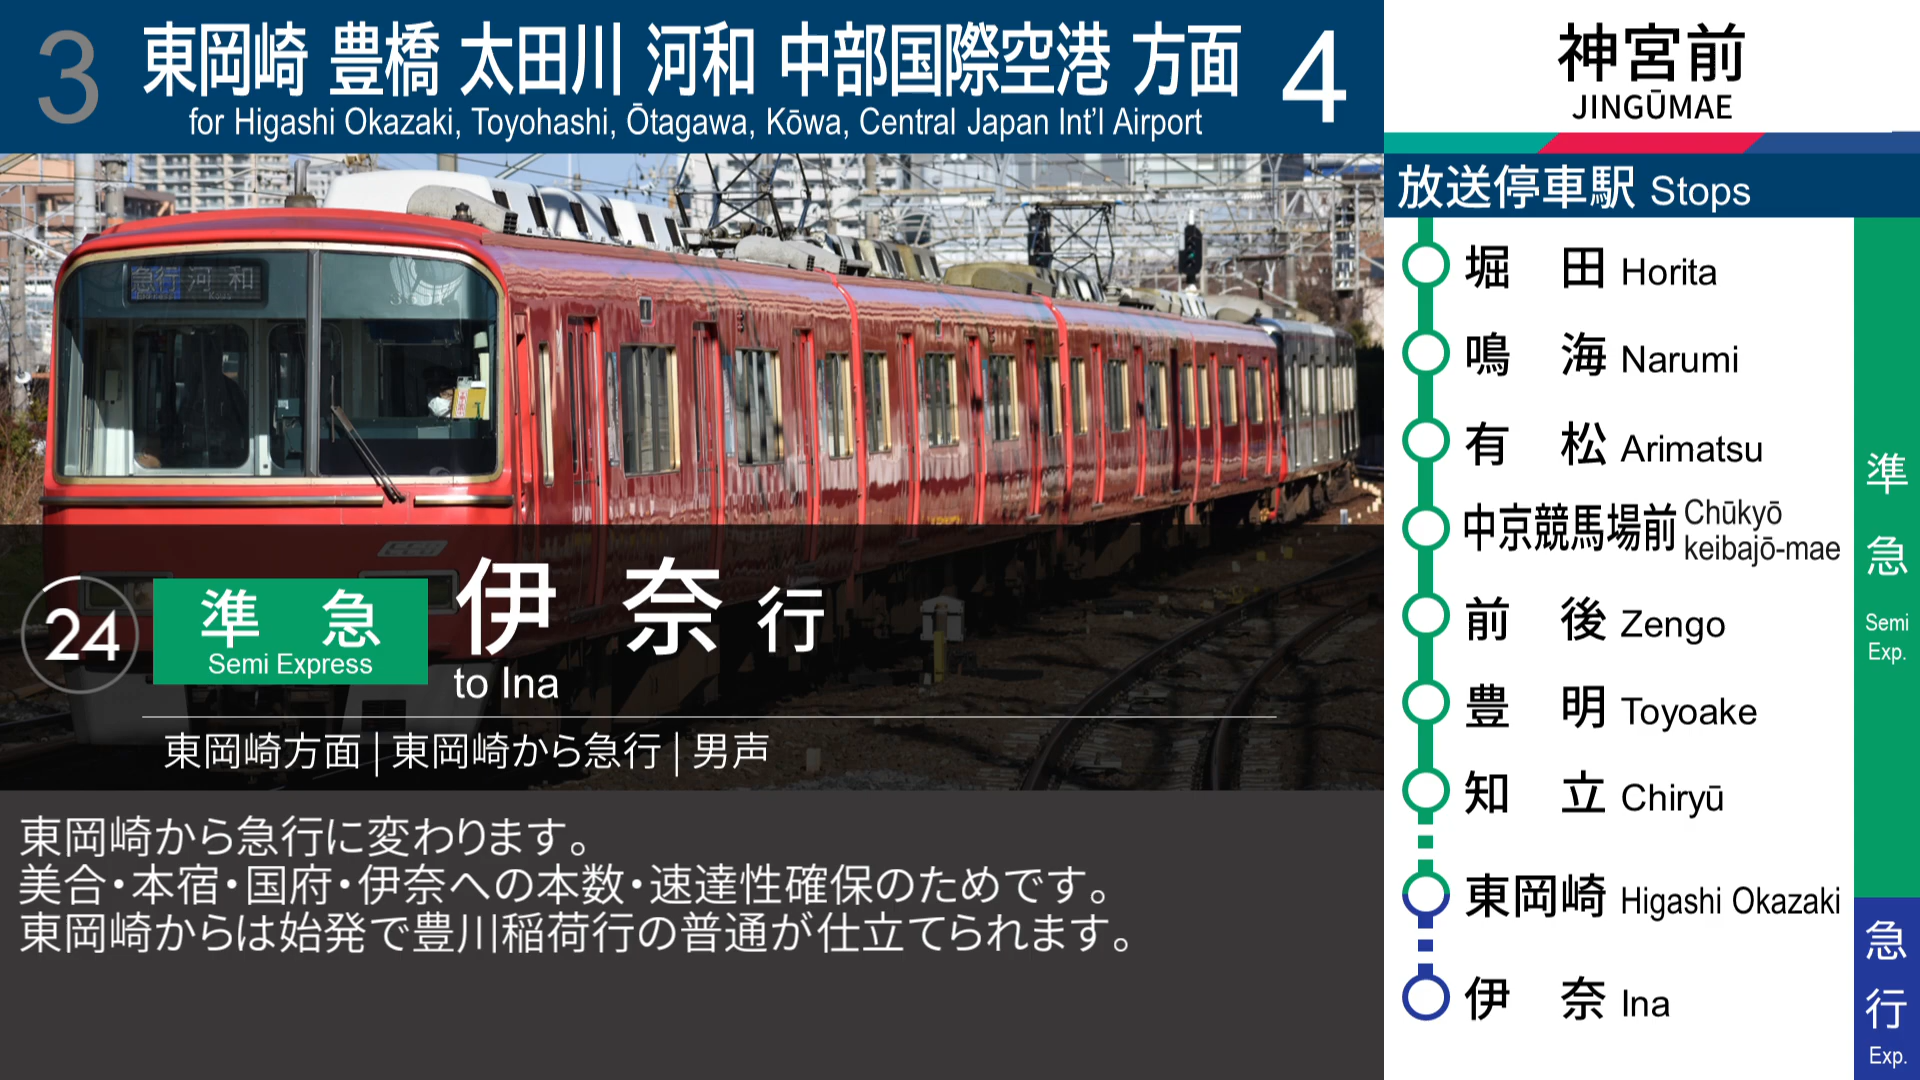 3
東岡崎 豊橋 太田川 河和 中部国際空港 方面
for Higashi Okazaki, Toyohashi, Ōtagawa, Kōwa, Central Japan Int'l Airport
4
急行 河和
24
準 急
Semi Express
伊 奈 行
to Ina
東岡崎方面 | 東岡崎から急行 | 男声
東岡崎から急行に変わります。
美合・本宿・国府・伊奈への本数・速達性確保のためです。
東岡崎からは始発で豊川稲荷行の普通が仕立てられます。
神宮前
JINGŪMAE
放送停車駅 Stops
堀 田 Horita
鳴 海 Narumi
有 松 Arimatsu
中京競馬場前 Chūkyō
keibajō-mae
前 後 Zengo
豊 明 Toyoake
知 立 Chiryū
東岡崎 Higashi Okazaki
伊 奈 Ina
準
急
Semi
Exp.
急
行
Exp.